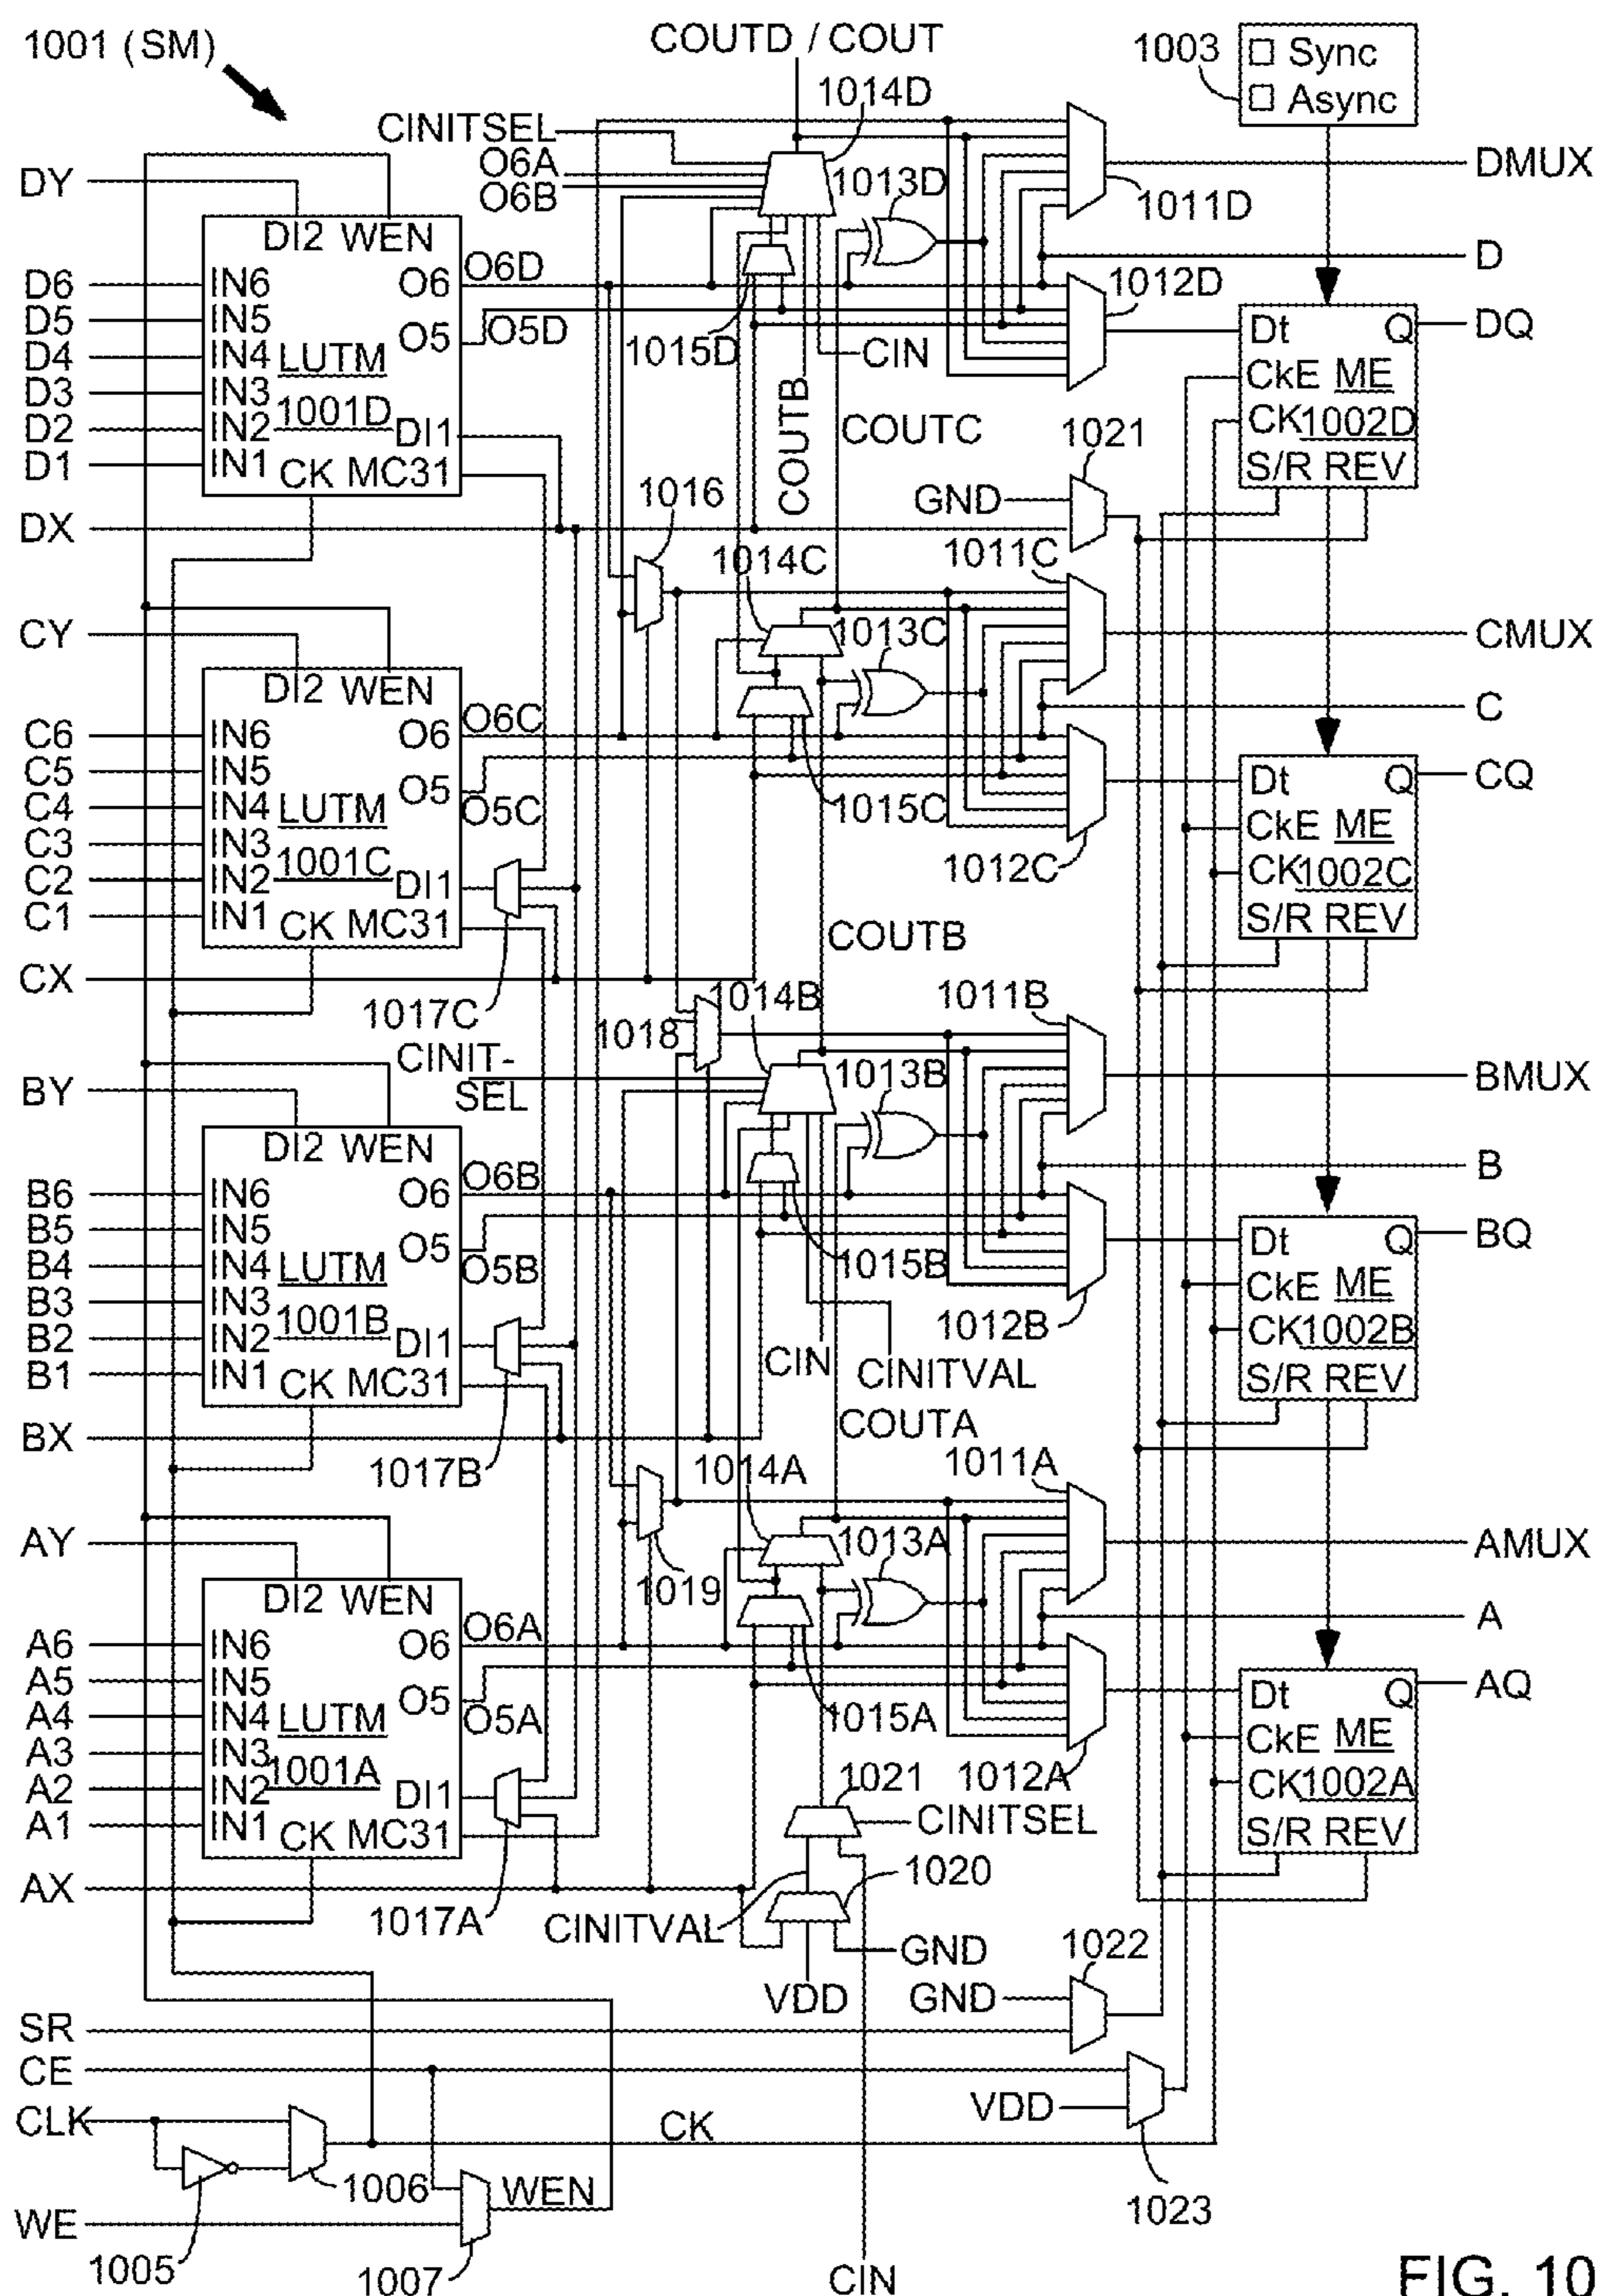 1001 (SM)
COUTD / COUT
1003
Sync
Async
1014D
CINITSEL
O6A
O6B
1013D
DMUX
1011D
DY
DI2 WEN
D
O6D
1012D
D6
IN6
O6
D5
IN5
O5D
Dt
Q
DQ
D4
IN4
LUTM
O5
1015D
CIN
CkE
ME
D3
IN3
COUTB
COUTC
D2
IN2
1001D
DI1
CK
1002D
1021
D1
IN1
CK
MC31
S/R
REV
1016
GND
DX
1014C
1011C
CY
1013C
CMUX
DI2 WEN
C
C6
IN6
O6
O6C
C5
IN5
O5
Dt
Q
CQ
C4
IN4
LUTM
O5C
1015C
CkE
ME
C3
IN3
1012C
C2
IN2
1001C
DI1
CK
1002C
C1
IN1
CK
MC31
S/R
REV
COUTB
CX
1017C
1018
1014B
1011B
CINIT-
SEL
1013B
BMUX
BY
DI2 WEN
B
B6
IN6
O6
O6B
B5
IN5
O5
Dt
Q
BQ
B4
IN4
LUTM
O5B
1015B
CkE
ME
B3
IN3
1012B
B2
IN2
1001B
DI1
CIN
CINITVAL
CK
1002B
B1
IN1
CK
MC31
S/R
REV
COUTA
BX
1017B
1014A
1011A
AY
1013A
AMUX
1019
DI2 WEN
A
A6
IN6
O6
O6A
A5
IN5
O5
Dt
Q
AQ
A4
IN4
LUTM
O5A
1015A
CkE
ME
A3
IN3
1021
1012A
A2
IN2
1001A
DI1
CK
1002A
A1
IN1
CK
MC31
CINITSEL
S/R
REV
AX
1020
1017A
CINITVAL
GND
1022
VDD
GND
SR
CE
VDD
CLK
CK
1006
WEN
1023
WE
1005
1007
CIN
FIG. 10